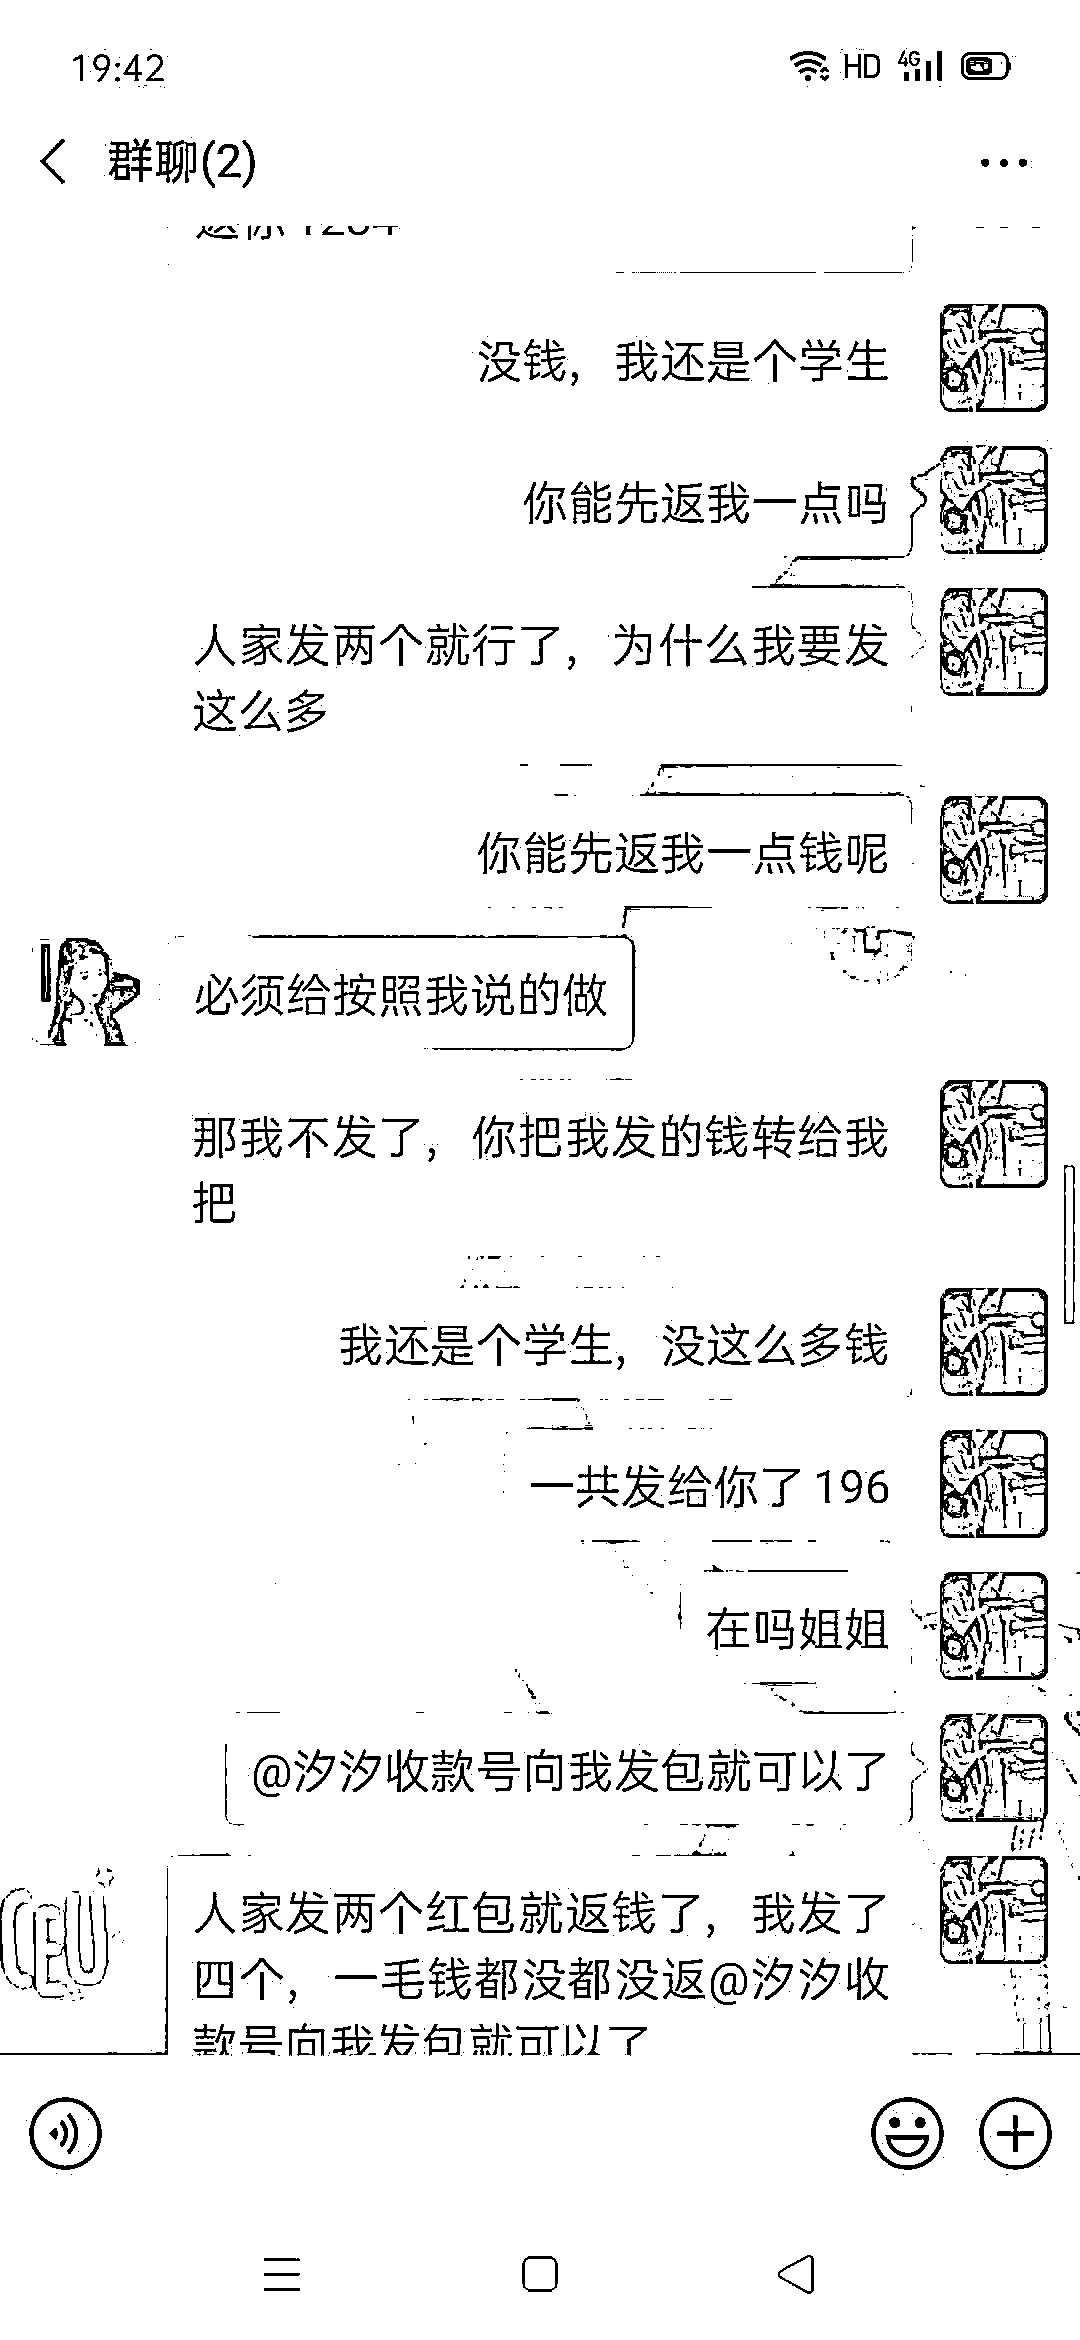 19:42
HD 4G
群聊(2)
没钱，我还是个学生
你能先返我一点吗
人家发两个就行了，为什么我要发
这么多
你能先返我一点钱呢
必须给按照我说的做
那我不发了，你把我发的钱转给我
把
我还是个学生，没这么多钱
一共发给你了 196
在吗姐姐
@汐汐收款号向我发包就可以了
人家发两个红包就返钱了，我发了
四个，一毛钱都没都没返@汐汐收
款号向我发包就可以了